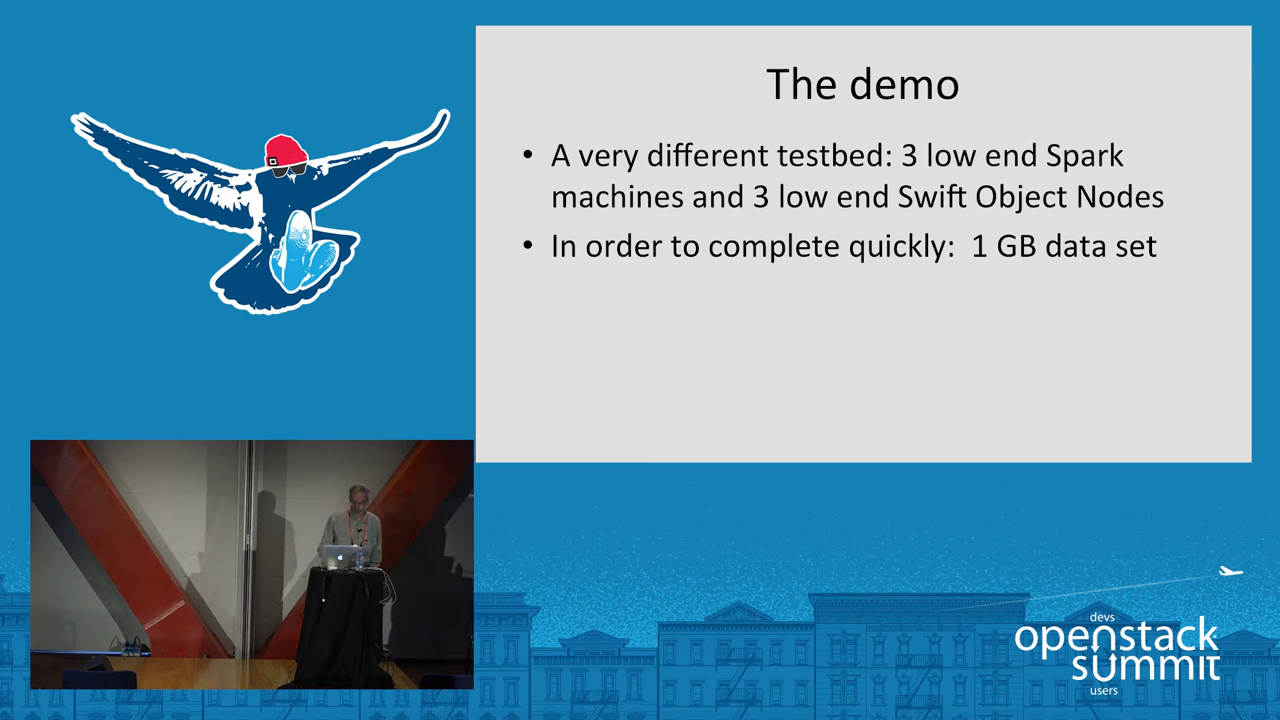 The demo
• A very different testbed: 3 low end Spark
machines and 3 low end Swift Object Nodes
• In order to complete quickly: 1 GB data set
devs
openstack
summit
users